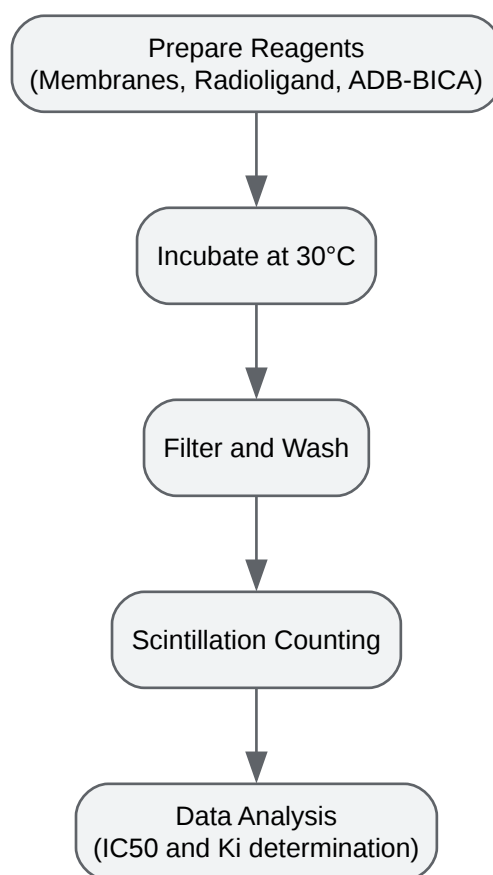 Prepare Reagents
(Membranes, Radioligand, ADB-BICA)
Incubate at 30°C
Filter and Wash
Scintillation Counting
Data Analysis
(IC50 and Ki determination)